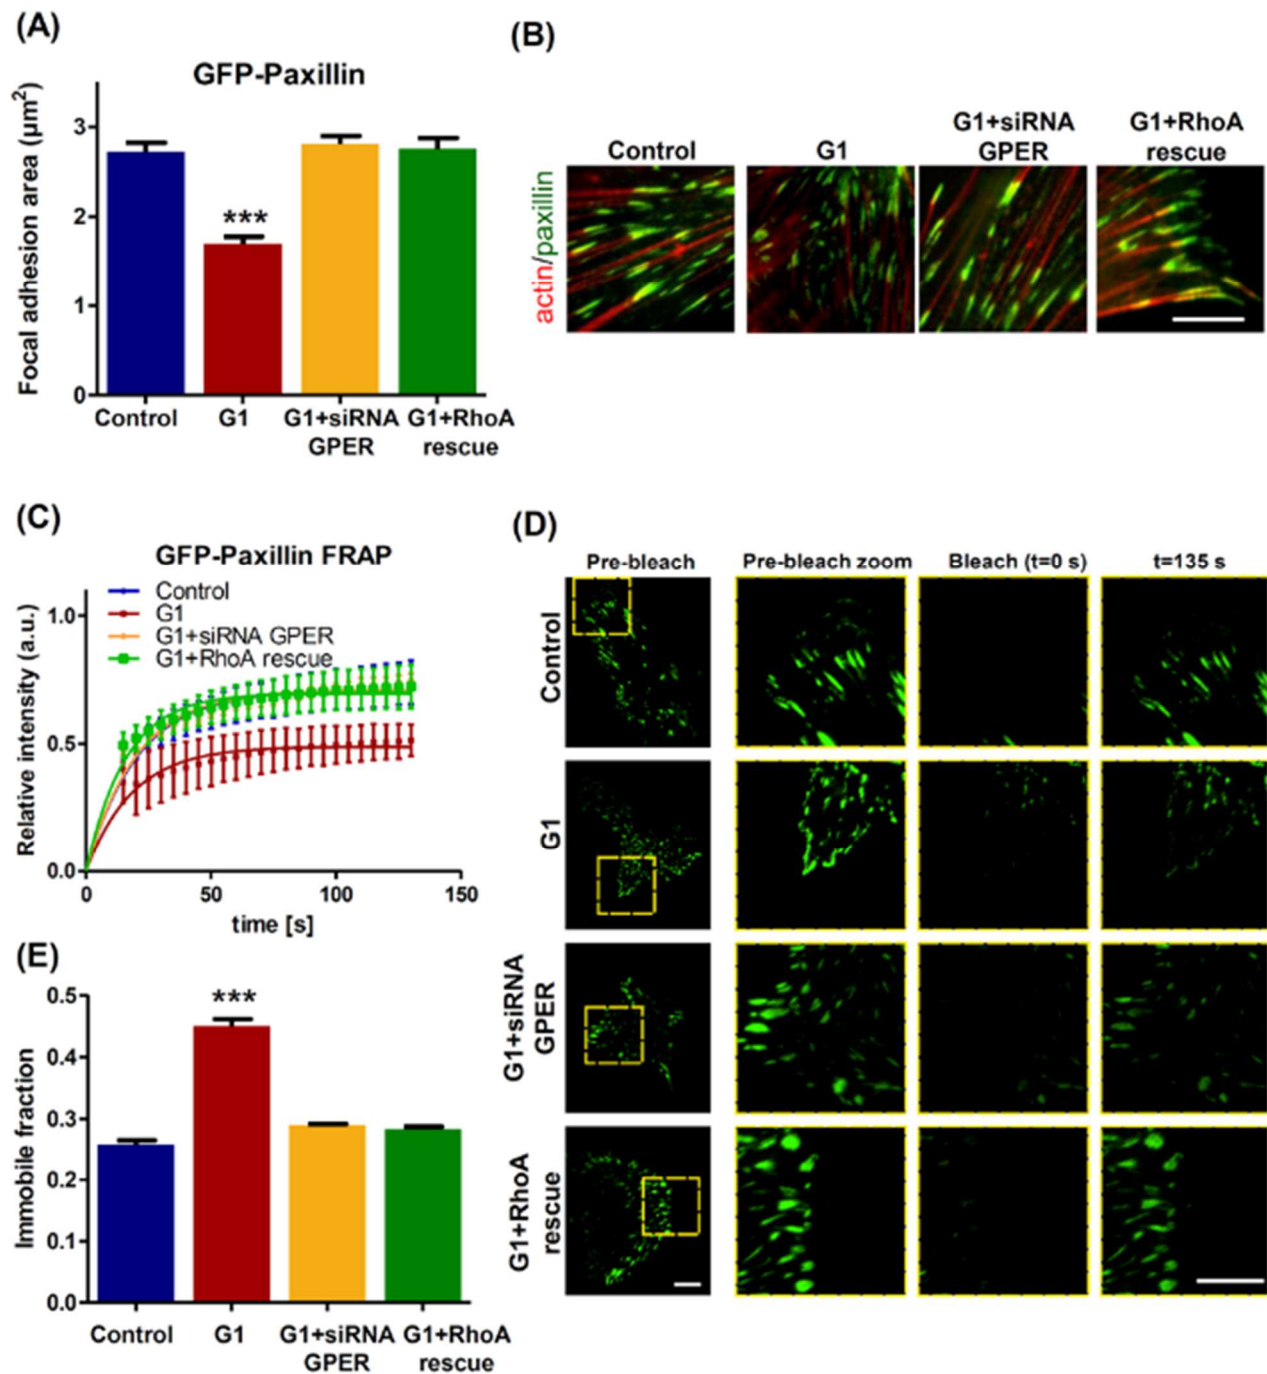 (A)
GFP-Paxillin
Focal adhesion area (µm²)
3
2
1
0
***
Control G1 G1+siRNA GPER G1+RhoA rescue
(B)
Control G1 G1+siRNA GPER G1+RhoA rescue
actin/paxillin
(C)
GFP-Paxillin FRAP
Control
G1
G1+siRNA GPER
G1+RhoA rescue
Relative intensity (a.u.)
1.0
0.5
0.0
0 50 100 150
time [s]
(D)
Pre-bleach Pre-bleach zoom Bleach (t=0 s) t=135 s
Control
G1
G1+siRNA
GPER
G1+RhoA
rescue
(E)
Immobile fraction
0.5
0.4
0.3
0.2
0.1
0.0
***
Control G1 G1+siRNA GPER G1+RhoA rescue